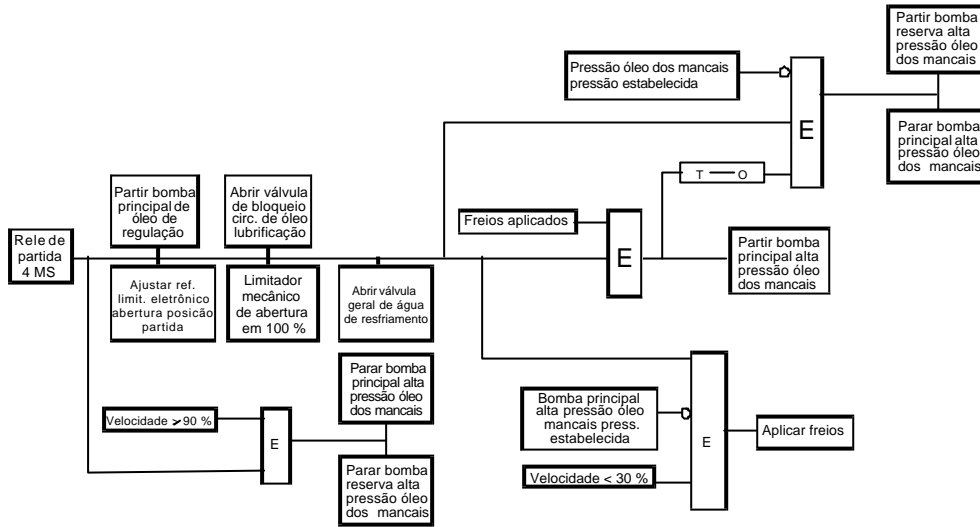 Partir bomba
reserva alta
pressão óleo
dos mancais
Pressão óleo dos mancais
pressão estabelecida
E
Parar bomba
principal alta
pressão óleo
dos mancais
T — O
Partir bomba
principal de
óleo de
regulação
Abrir válvula
de bloqueio
circ. de óleo
lubrificação
Freios aplicados
E
Rele de
partida
4 MS
Partir bomba
principal alta
pressão óleo
dos mancais
Ajustar ref.
limit. eletrônico
abertura posicão
partida
Limitador
mecânico
de abertura
em 100 %
Abrir válvula
geral de água
de resfriamento
Parar bomba
principal alta
pressão óleo
dos mancais
Velocidade >90 %
E
Parar bomba
reserva alta
pressão óleo
dos mancais
Bomba principal
alta pressão óleo
mancais press.
estabelecida
E
Aplicar freios
Velocidade < 30 %